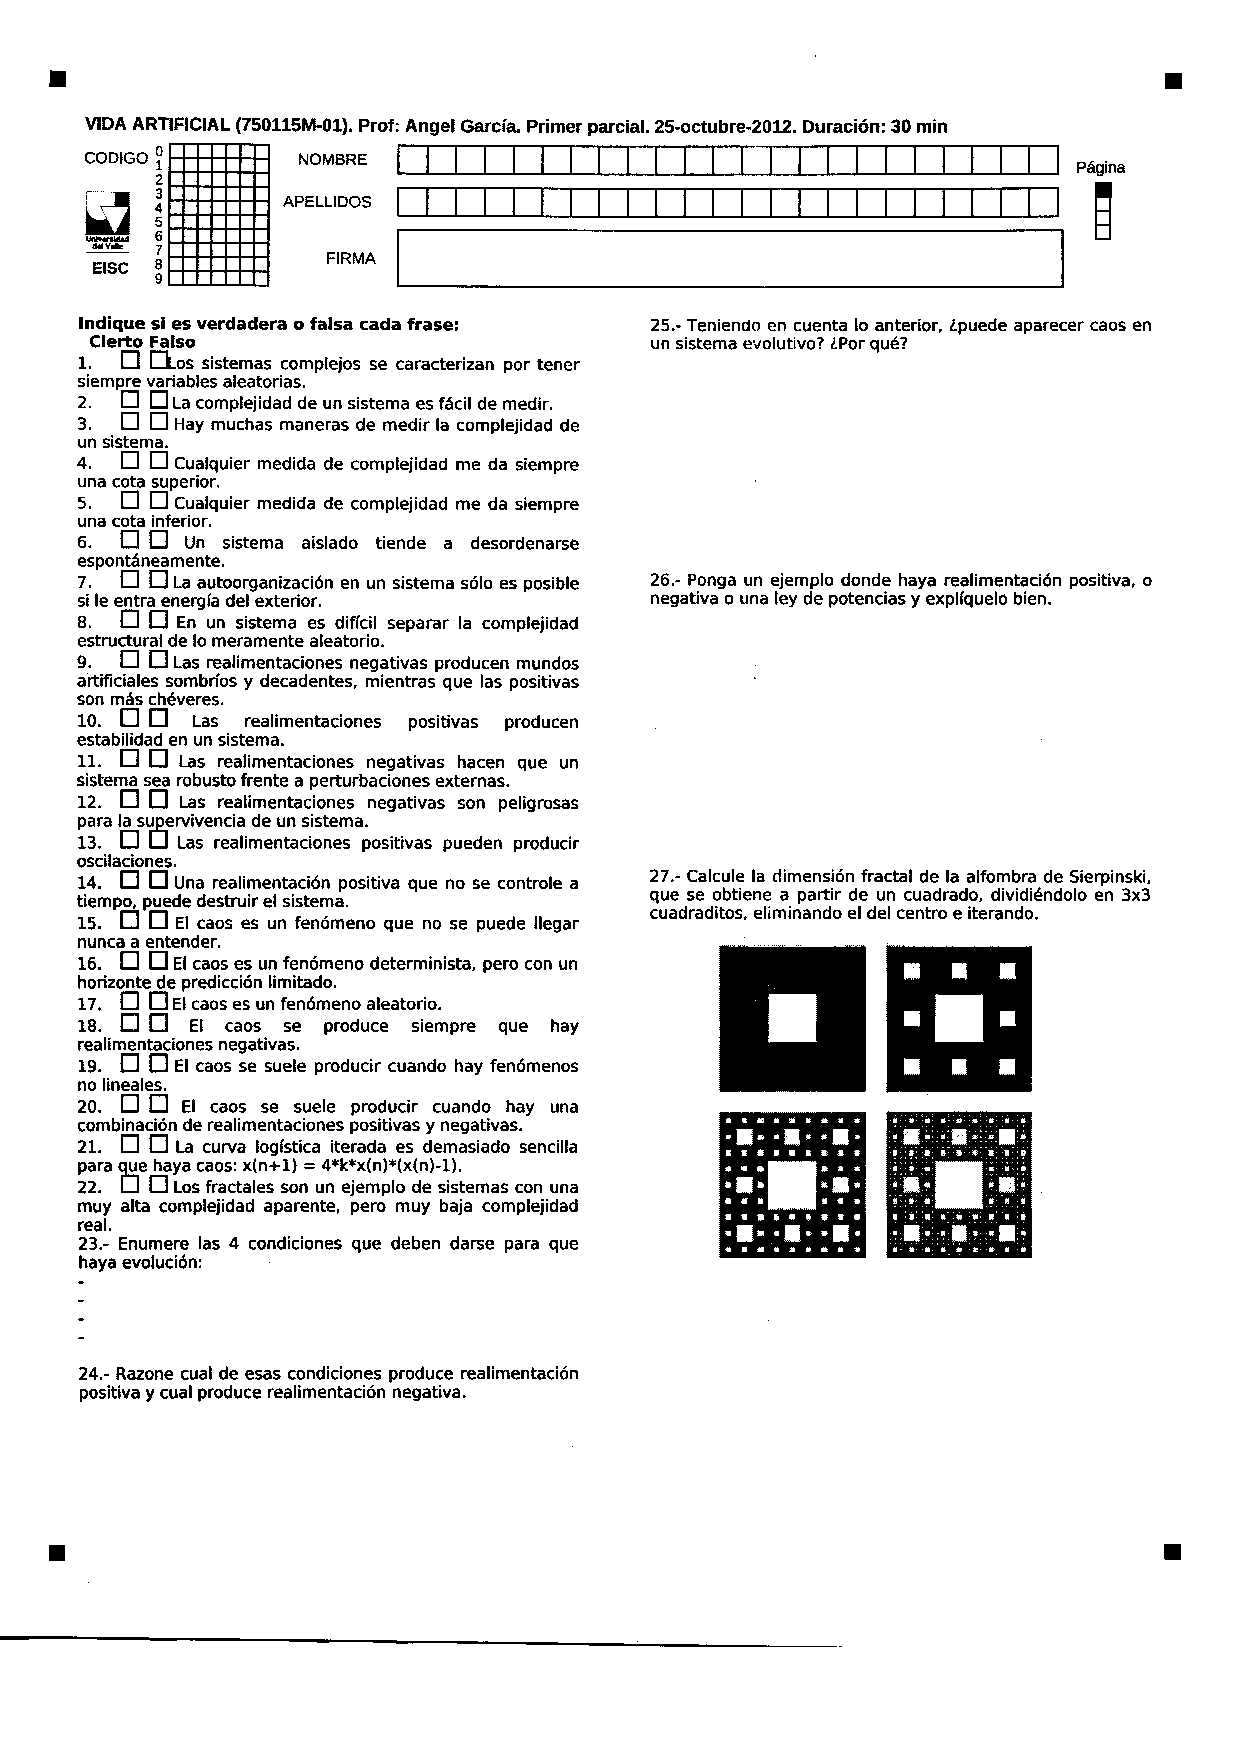 VIDA ARTIFICIAL (750115M-01). Prof: Angel García. Primer parcial. 25-octubre-2012. Duración: 30 min
CODIGO
0
1
2
3
4
5
6
7
8
9
NOMBRE
APELLIDOS
FIRMA
Página
Universidad
del Valle
EISC
Indique si es verdadera o falsa cada frase:
Cierto Falso
1. Los sistemas complejos se caracterizan por tener
siempre variables aleatorias.
2. La complejidad de un sistema es fácil de medir.
3. Hay muchas maneras de medir la complejidad de
un sistema.
4. Cualquier medida de complejidad me da siempre
una cota superior.
5. Cualquier medida de complejidad me da siempre
una cota inferior.
6. Un sistema aislado tiende a desordenarse
espontáneamente.
7. La autoorganización en un sistema sólo es posible
si le entra energía del exterior.
8. En un sistema es difícil separar la complejidad
estructural de lo meramente aleatorio.
9. Las realimentaciones negativas producen mundos
artificiales sombríos y decadentes, mientras que las positivas
son más chéveres.
10. Las realimentaciones positivas producen
estabilidad en un sistema.
11. Las realimentaciones negativas hacen que un
sistema sea robusto frente a perturbaciones externas.
12. Las realimentaciones negativas son peligrosas
para la supervivencia de un sistema.
13. Las realimentaciones positivas pueden producir
oscilaciones.
14. Una realimentación positiva que no se controle a
tiempo, puede destruir el sistema.
15. El caos es un fenómeno que no se puede llegar
nunca a entender.
16. El caos es un fenómeno determinista, pero con un
horizonte de predicción limitado.
17. El caos es un fenómeno aleatorio.
18. El caos se produce siempre que hay
realimentaciones negativas.
19. El caos se suele producir cuando hay fenómenos
no lineales.
20. El caos se suele producir cuando hay una
combinación de realimentaciones positivas y negativas.
21. La curva logística iterada es demasiado sencilla
para que haya caos: x(n+1) = 4*k*x(n)*(x(n)-1).
22. Los fractales son un ejemplo de sistemas con una
muy alta complejidad aparente, pero muy baja complejidad
real.
23.- Enumere las 4 condiciones que deben darse para que
haya evolución:
-
-
-
-
24.- Razone cual de esas condiciones produce realimentación
positiva y cual produce realimentación negativa.
25.- Teniendo en cuenta lo anterior, ¿puede aparecer caos en
un sistema evolutivo? ¿Por qué?
26.- Ponga un ejemplo donde haya realimentación positiva, o
negativa o una ley de potencias y explíquelo bien.
27.- Calcule la dimensión fractal de la alfombra de Sierpinski,
que se obtiene a partir de un cuadrado, dividiéndolo en 3x3
cuadraditos, eliminando el del centro e iterando.